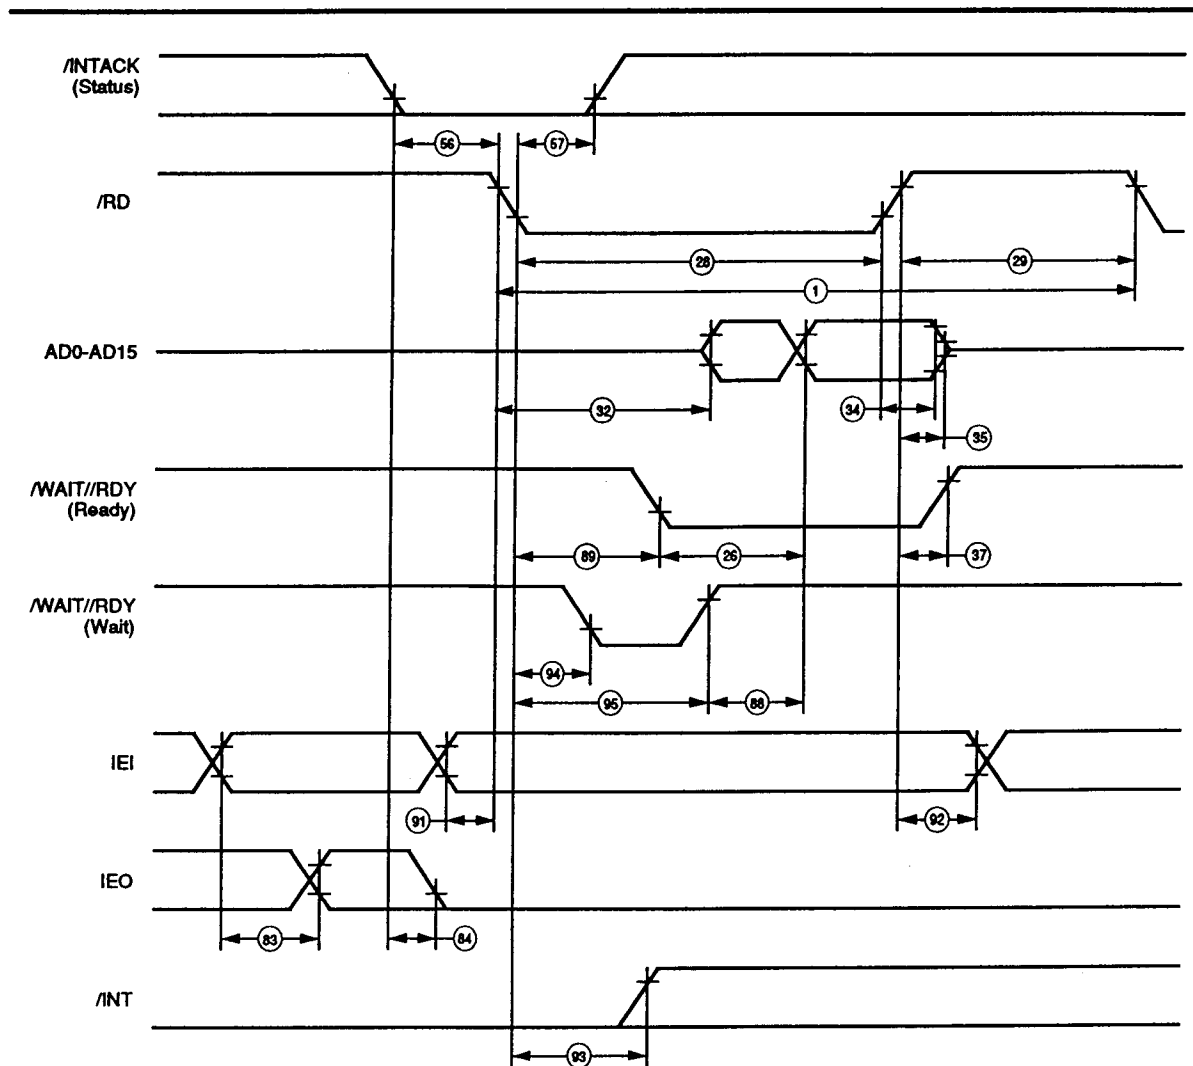 /INTACK
(Status)
56
57
/RD
28
29
1
AD0-AD15
32
34
35
/WAIT//RDY
(Ready)
89
26
37
/WAIT//RDY
(Wait)
94
95
88
IEI
91
92
IEO
83
84
/INT
93